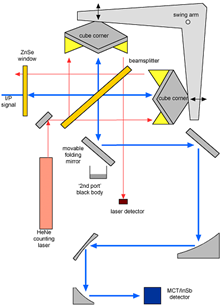 swing arm
cube corner
ZnSe
window
beamsplitter
cube corner
I/P
signal
movable
folding
mirror
'2nd port'
black body
laser detector
HeNe
counting
laser
MCT/InSb
detector